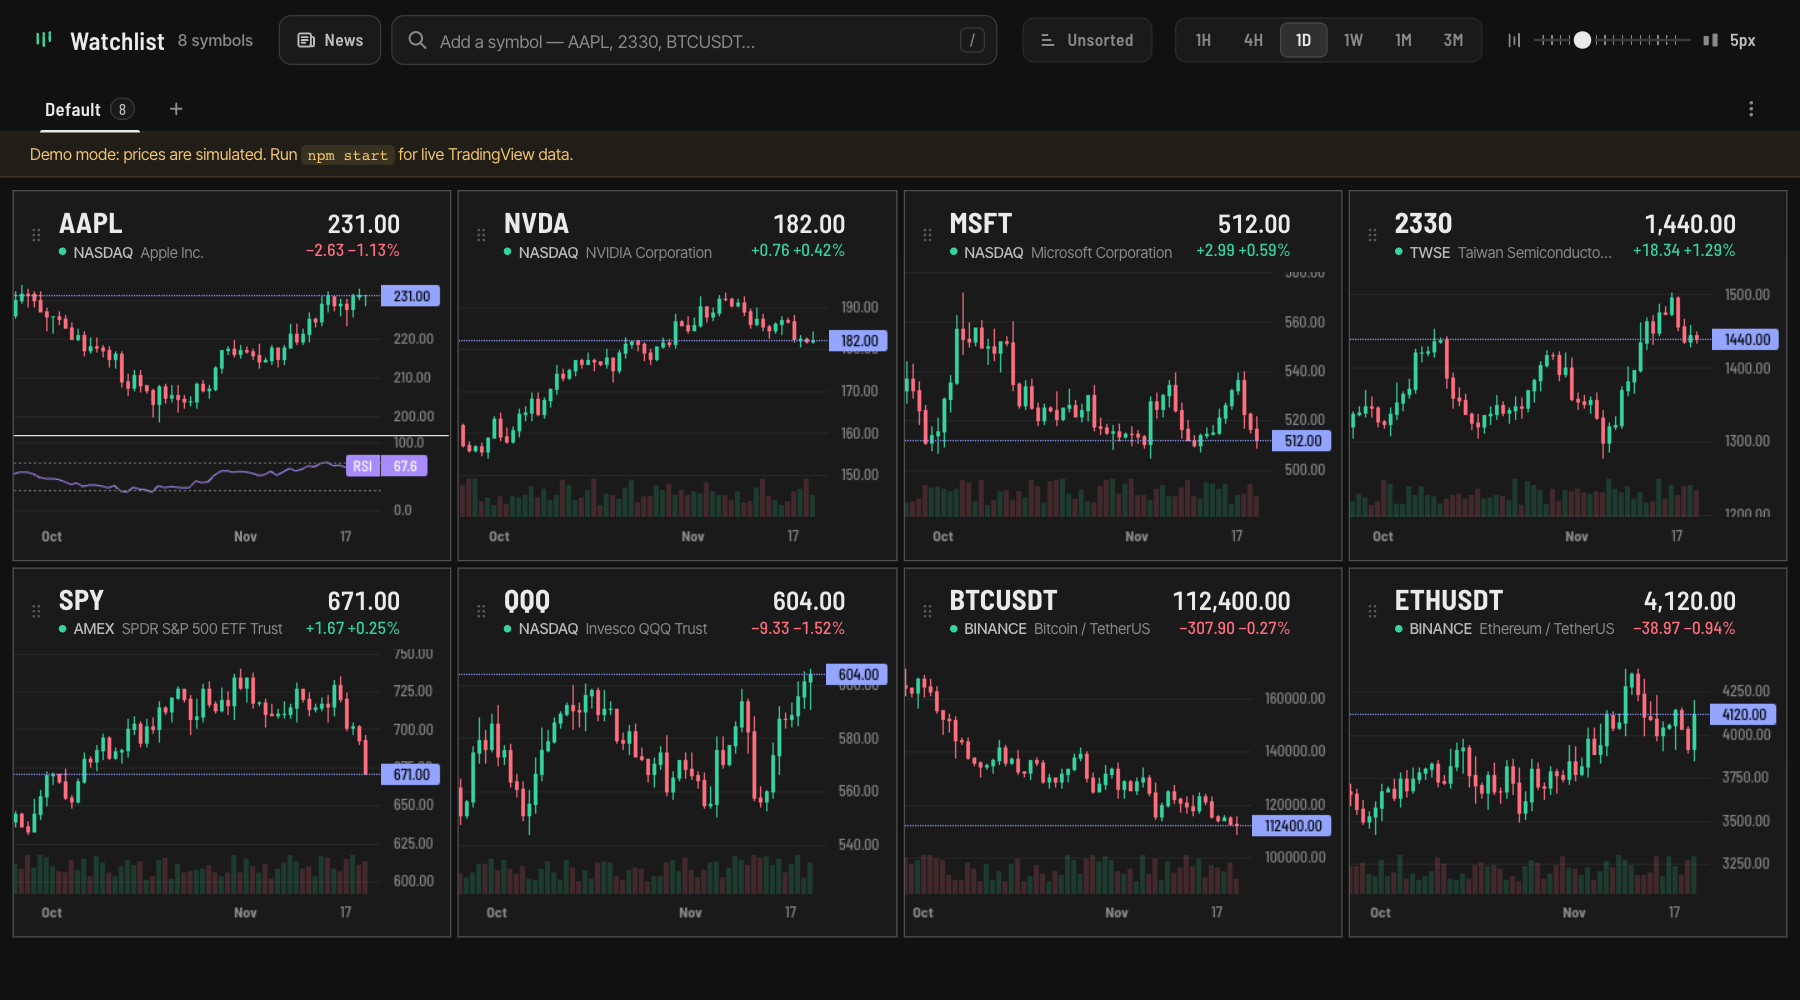 Watchlist 8 symbols News Add a symbol — AAPL, 2330, BTCUSDT... / Unsorted 1H 4H 1D 1W 1M 3M 5px
Default 8 +
Demo mode: prices are simulated. Run npm start for live TradingView data.
AAPL 231.00
NASDAQ Apple Inc. −2.63 −1.13%
231.00
220.00
210.00
200.00
100.0
RSI 67.6
0.0
Oct Nov 17
NVDA 182.00
NASDAQ NVIDIA Corporation +0.76 +0.42%
190.00
182.00
170.00
160.00
150.00
Oct Nov 17
MSFT 512.00
NASDAQ Microsoft Corporation +2.99 +0.59%
560.00
540.00
520.00
512.00
500.00
Oct Nov 17
2330 1,440.00
TWSE Taiwan Semiconducto... +18.34 +1.29%
1500.00
1440.00
1400.00
1300.00
1200.00
Oct Nov 17
SPY 671.00
AMEX SPDR S&P 500 ETF Trust +1.67 +0.25%
750.00
725.00
700.00
671.00
650.00
625.00
600.00
Oct Nov 17
QQQ 604.00
NASDAQ Invesco QQQ Trust −9.33 −1.52%
604.00
600.00
580.00
560.00
540.00
Oct Nov 17
BTCUSDT 112,400.00
BINANCE Bitcoin / TetherUS −307.90 −0.27%
160000.00
140000.00
120000.00
112400.00
100000.00
Oct Nov 17
ETHUSDT 4,120.00
BINANCE Ethereum / TetherUS −38.97 −0.94%
4250.00
4120.00
4000.00
3750.00
3500.00
3250.00
Oct Nov 17